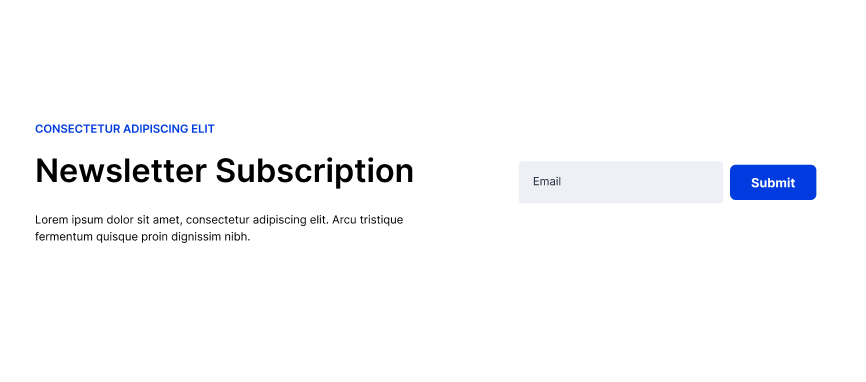 CONSECTETUR ADIPISCING ELIT
Newsletter Subscription
Lorem ipsum dolor sit amet, consectetur adipiscing elit. Arcu tristique
fermentum quisque proin dignissim nibh.
Email
Submit